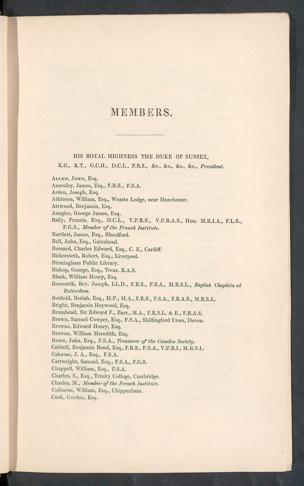 MEMBERS.
HIS ROYAL HIGHNESS THE DUKE OF SUSSEX,
K.G., K.T., G.C.H., D.C.L., F.R.S., &c., &c., &c., &c., President.
ALLEN, JOHN, Esq.
Annesley, James, Esq., F.R.S., F.S.A.
Arden, Joseph, Esq.
Atkinson, William, Esq., Weaste Lodge, near Manchester.
Attwood, Benjamin, Esq.
Aungier, George James, Esq.
Baily, Francis, Esq., D.C.L., V.P.R.S., V.P.R.A.S., Hon. M.R.I.A., F.L.S.,
F.G.S., Member of the French Institute.
Bartlett, James, Esq., Blandford.
Bell, John, Esq., Gateshead.
Bernard, Charles Edward, Esq., C. E., Cardiff.
Bickersteth, Robert, Esq., Liverpool.
Birmingham Public Library.
Bishop, George, Esq., Treas. R.A.S.
Black, William Henry, Esq.
Bosworth, Rev. Joseph, LL.D., F.R.S., F.S.A., M.R.S.L., English Chaplain at
Rotterdam.
Botfield, Beriah, Esq., M.P., M.A., F.R.S., F.S.A., F.R.A.S., M.R.S.L.
Bright, Benjamin Heywood, Esq.
Bromhead, Sir Edward F., Bart., M.A., F.R.S.L. & E., F.R.A.S.
Brown, Samuel Cowper, Esq., F.S.A., Shillingford Cross, Devon.
Browne, Edward Henry, Esq.
Browne, William Meredith, Esq.
Bruce, John, Esq., F.S.A., Treasurer of the Camden Society.
Cabbell, Benjamin Bond, Esq., F.R.S., F.S.A., V.P.R.I., M.R.S.L.
Cahusac, J. A., Esq., F.S.A.
Cartwright, Samuel, Esq., F.S.A., F.G.S.
Chappell, William, Esq., F.S.A.
Charles, S., Esq., Trinity College, Cambridge.
Chasles, M., Member of the French Institute.
Colborne, William, Esq., Chippenham.
Cook, Gordon, Esq.